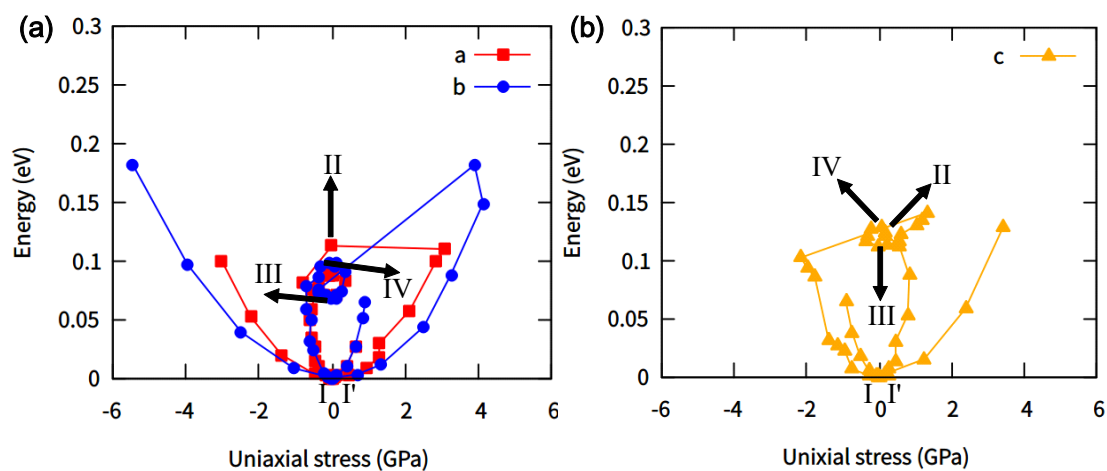 (a)
0.3
0.25
0.2
0.15
0.1
0.05
0
Energy (eV)
a
b
II
III
IV
I
I'
-6
-4
-2
0
2
4
6
Uniaxial stress (GPa)
(b)
0.3
0.25
0.2
0.15
0.1
0.05
0
Energy (eV)
c
IV
II
III
I
I'
-6
-4
-2
0
2
4
6
Unixial stress (GPa)